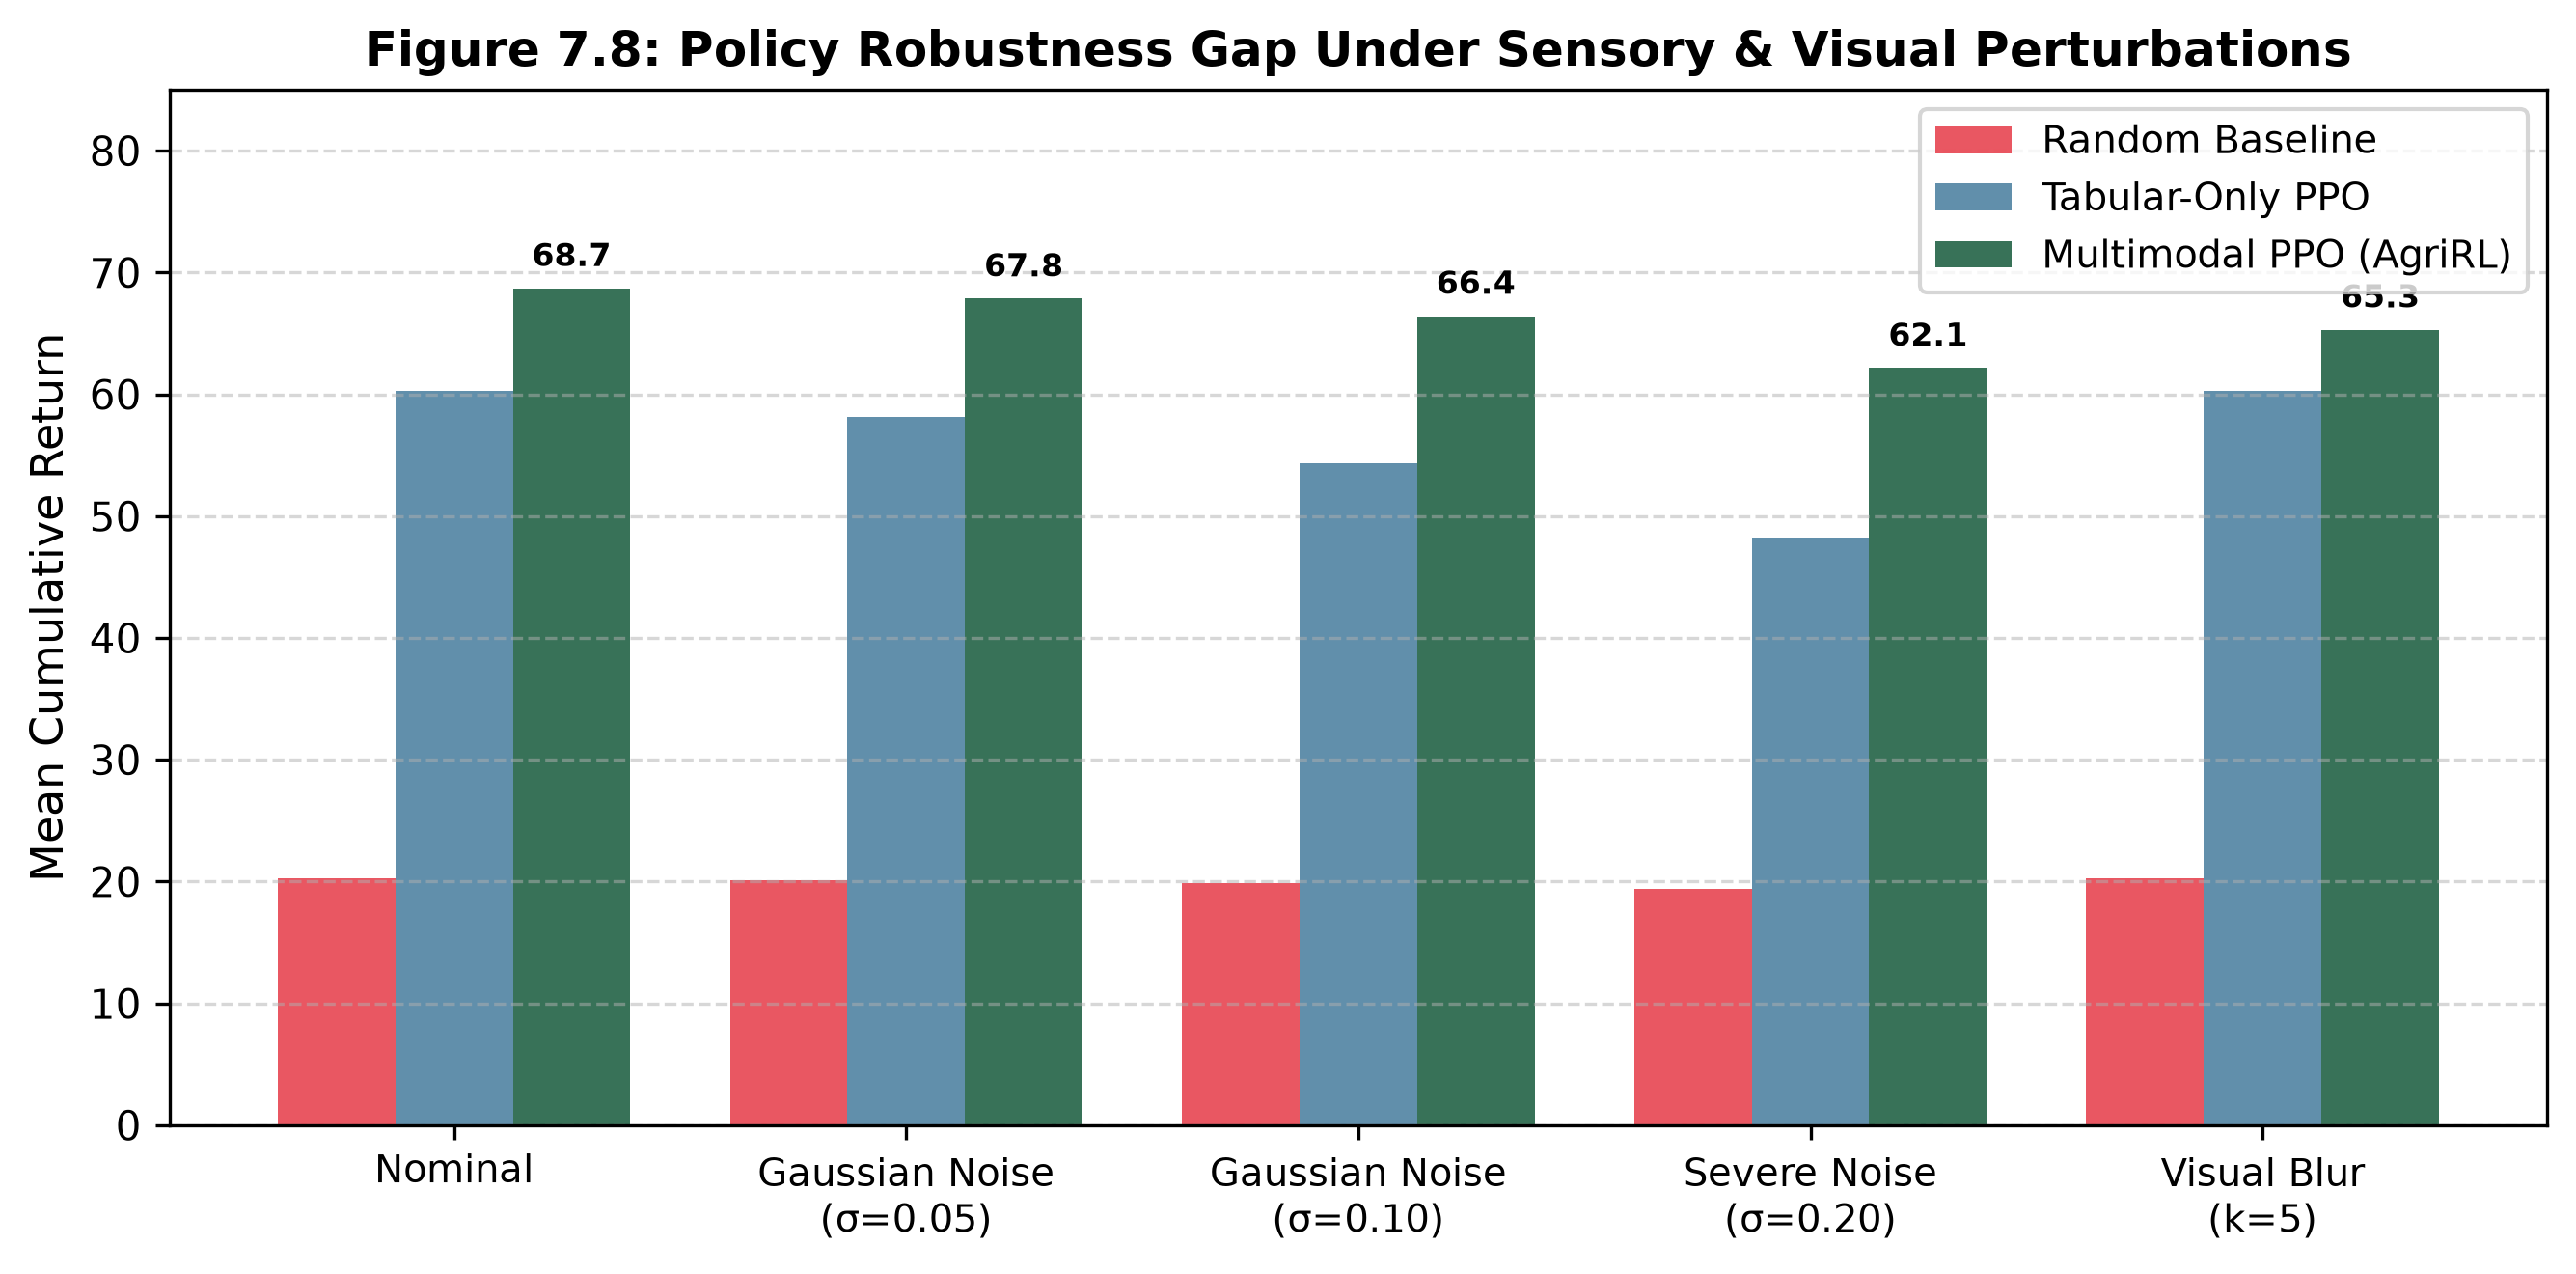 Figure 7.8: Policy Robustness Gap Under Sensory & Visual Perturbations
Mean Cumulative Return
80
70
60
50
40
30
20
10
0
Random Baseline
Tabular-Only PPO
Multimodal PPO (AgriRL)
68.7
67.8
66.4
62.1
65.3
Nominal
Gaussian Noise
(σ=0.05)
Gaussian Noise
(σ=0.10)
Severe Noise
(σ=0.20)
Visual Blur
(k=5)